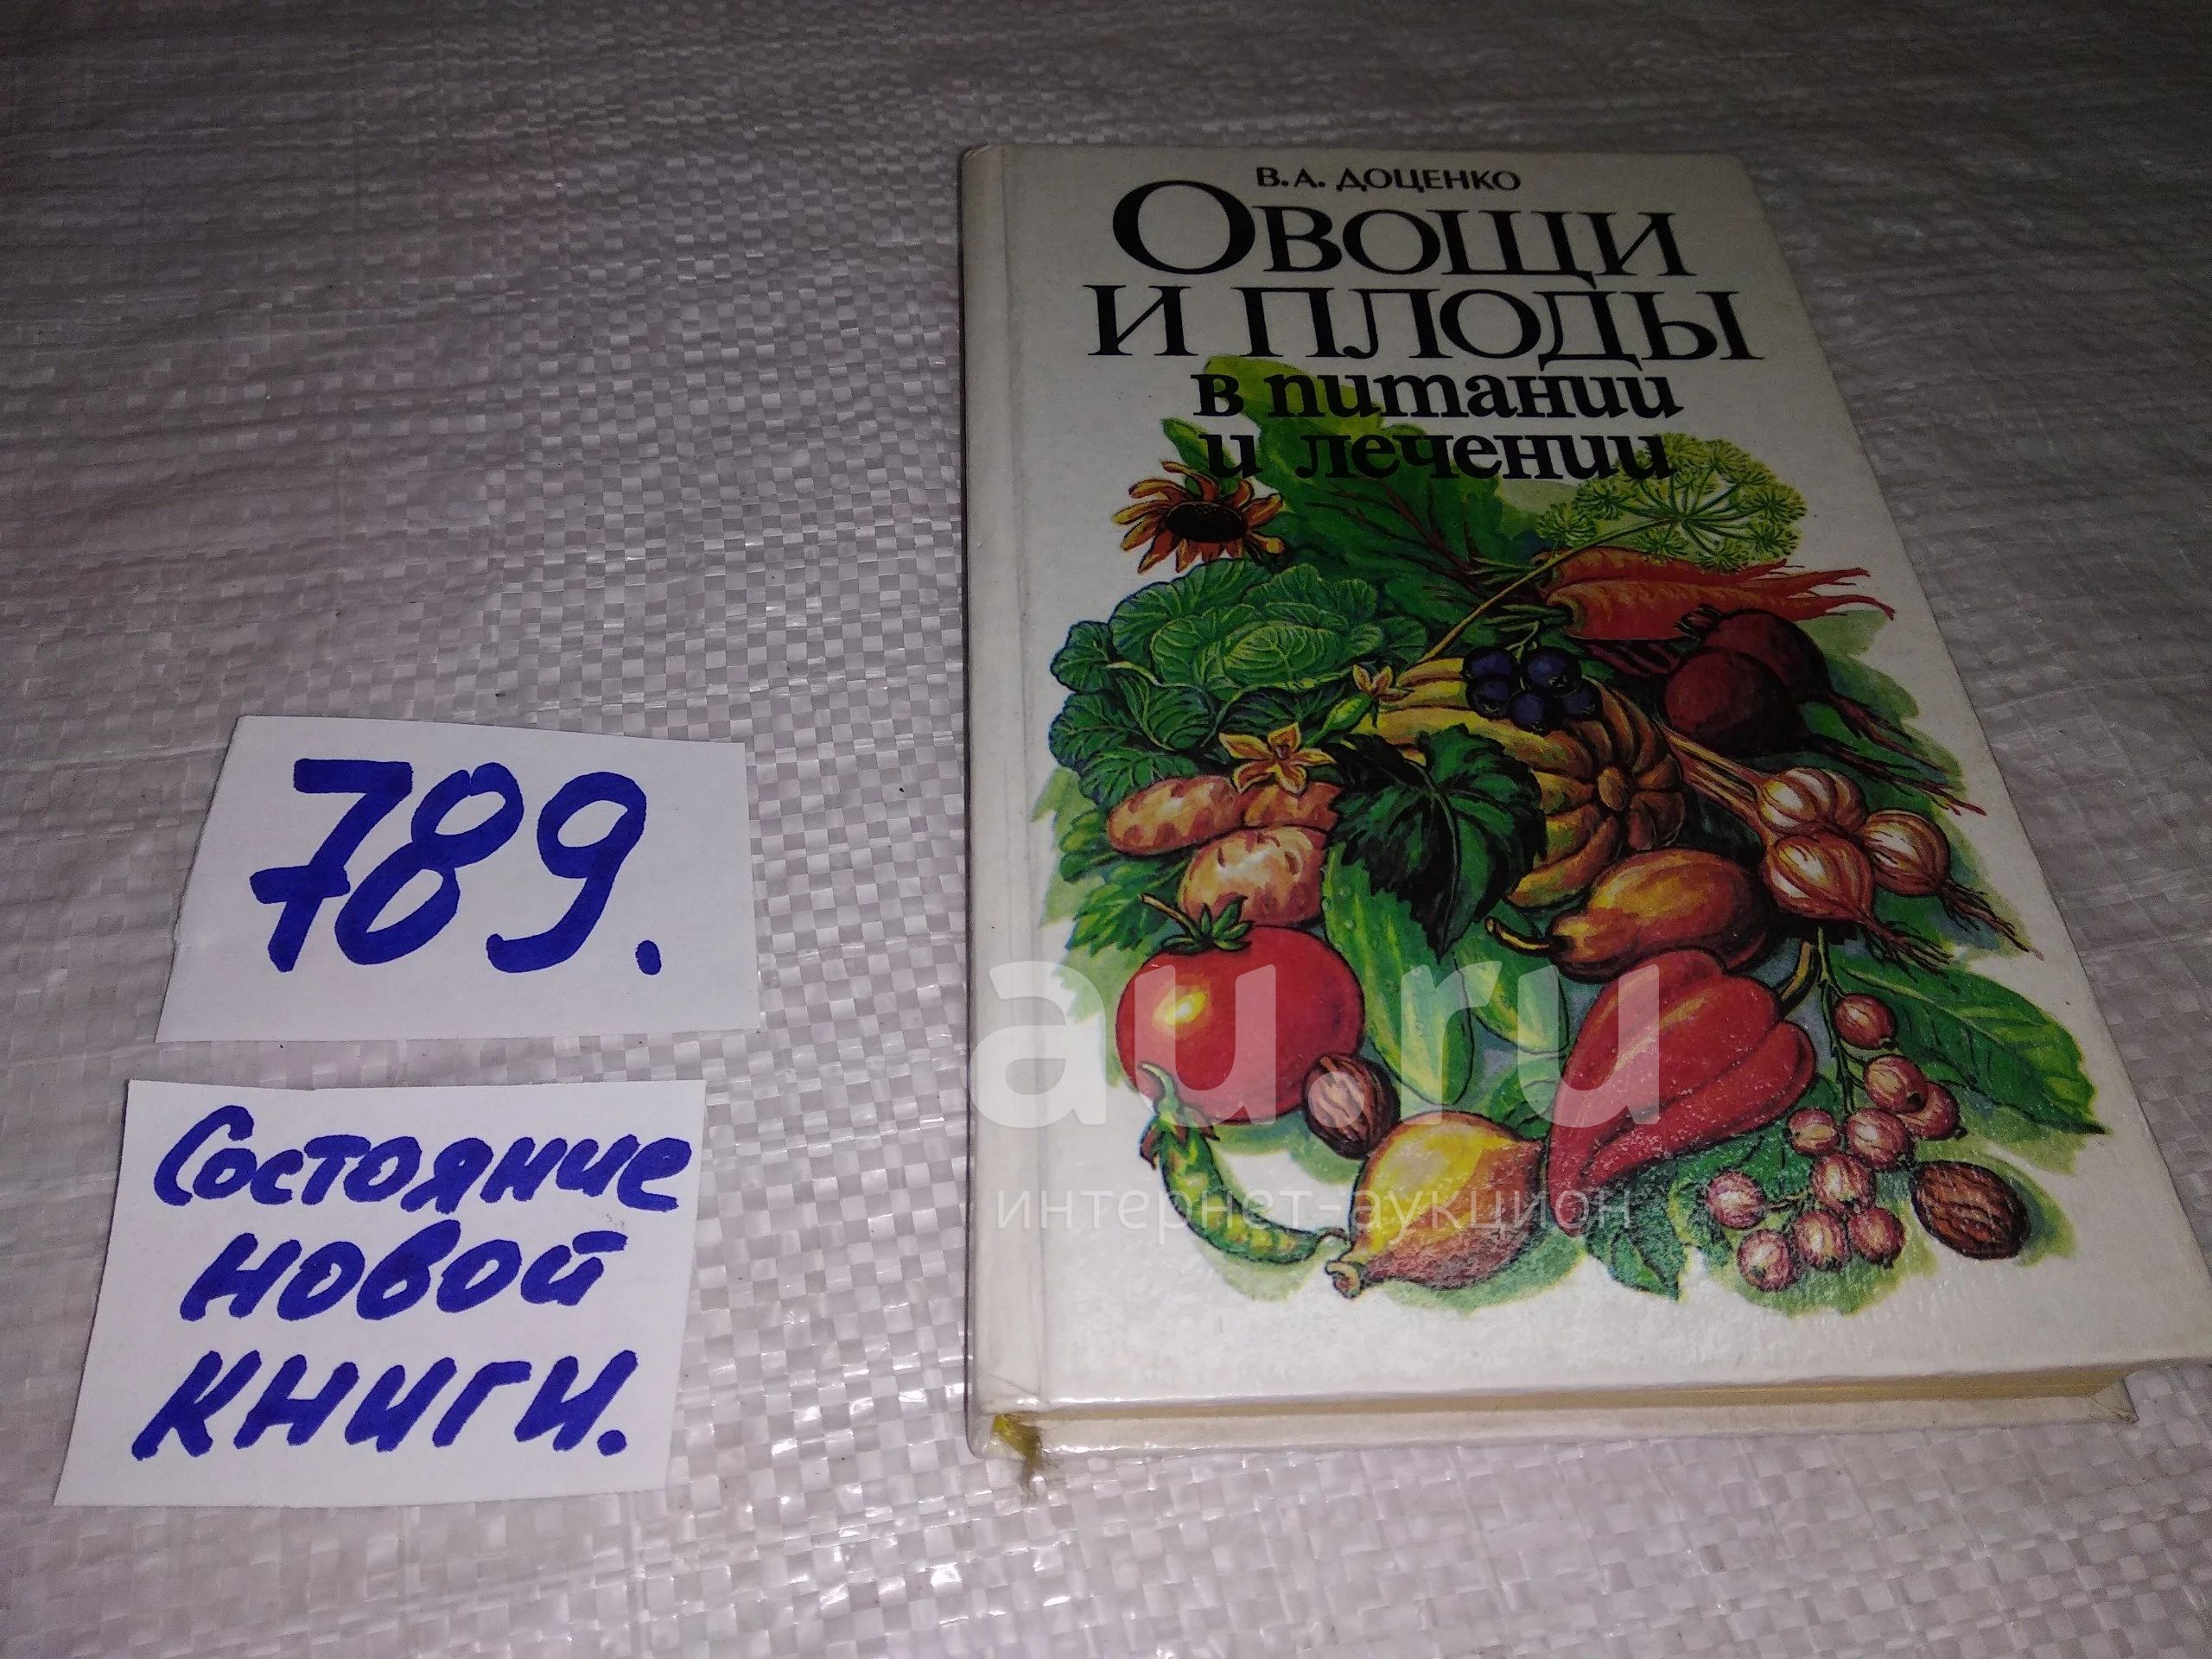 В.А. ДОЦЕНКО
ОВОЩИ
И ПЛОДЫ
в питании
и лечении
789.
Состояние
новой
книги.
au.ru
интернет-аукцион